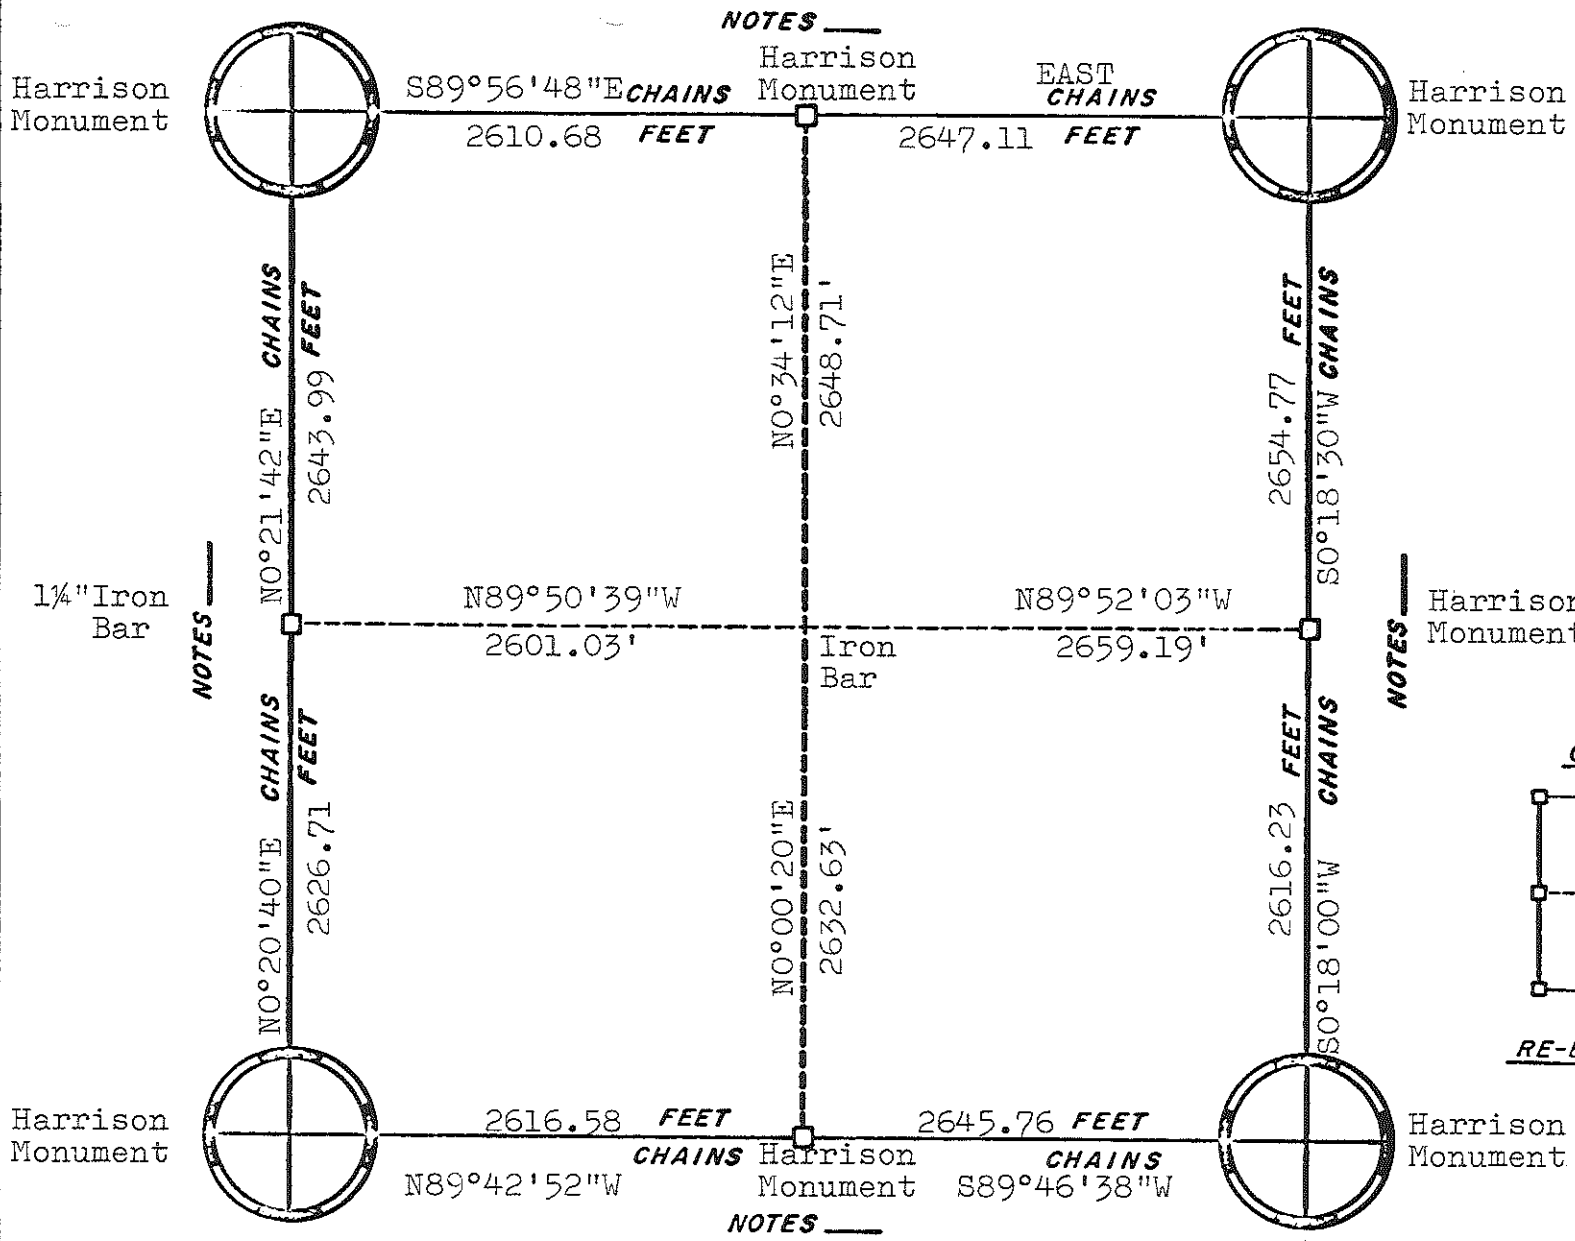 NOTES
Harrison
Monument
S89°56'48"E CHAINS
2610.68 FEET
Harrison
Monument
EAST
CHAINS
2647.11 FEET
Harrison
Monument
CHAINS
FEET
N0°21'42"E
2643.99
N0°34'12"E
2648.71'
FEET
CHAINS
2654.77
S0°18'30"W
1¼"Iron
Bar
NOTES
N89°50'39"W
2601.03'
Iron
Bar
N89°52'03"W
2659.19'
NOTES
Harrison
Monument
CHAINS
FEET
N0°20'40"E
2626.71
N0°00'20"E
2632.63'
FEET
CHAINS
2616.23
S0°18'00"W
RE-
Harrison
Monument
2616.58 FEET
CHAINS
N89°42'52"W
Harrison
Monument
2645.76 FEET
CHAINS
S89°46'38"W
Harrison
Monument
NOTES